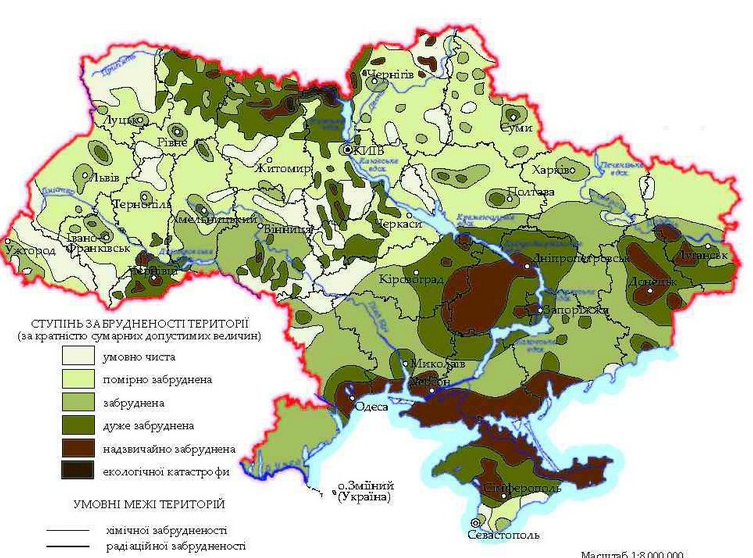 Прип'ять
Чернігів
Луцьк
Рівне
Суми
КИЇВ
Житомир
Харків
Львів
Полтава
Тернопіль
Хмельницький
Вінниця
Черкаси
Ужгород
Івано-
Франківськ
Чернівці
Кіровоград
Дніпропетровськ
Луганськ
Донецьк
Запоріжжя
Миколаїв
Херсон
Одеса
о.Зміїний
(Україна)
Сімферополь
Севастополь
СТУПІНЬ ЗАБРУДНЕНОСТІ ТЕРИТОРІЇ
(за кратністю сумарних допустимих величин)
умовно чиста
помірно забруднена
забруднена
дуже забруднена
надзвичайно забруднена
екологічної катастрофи
УМОВНІ МЕЖІ ТЕРИТОРІЙ
хімічної забрудненості
радіаційної забрудненості
Масштаб 1:8 000 000